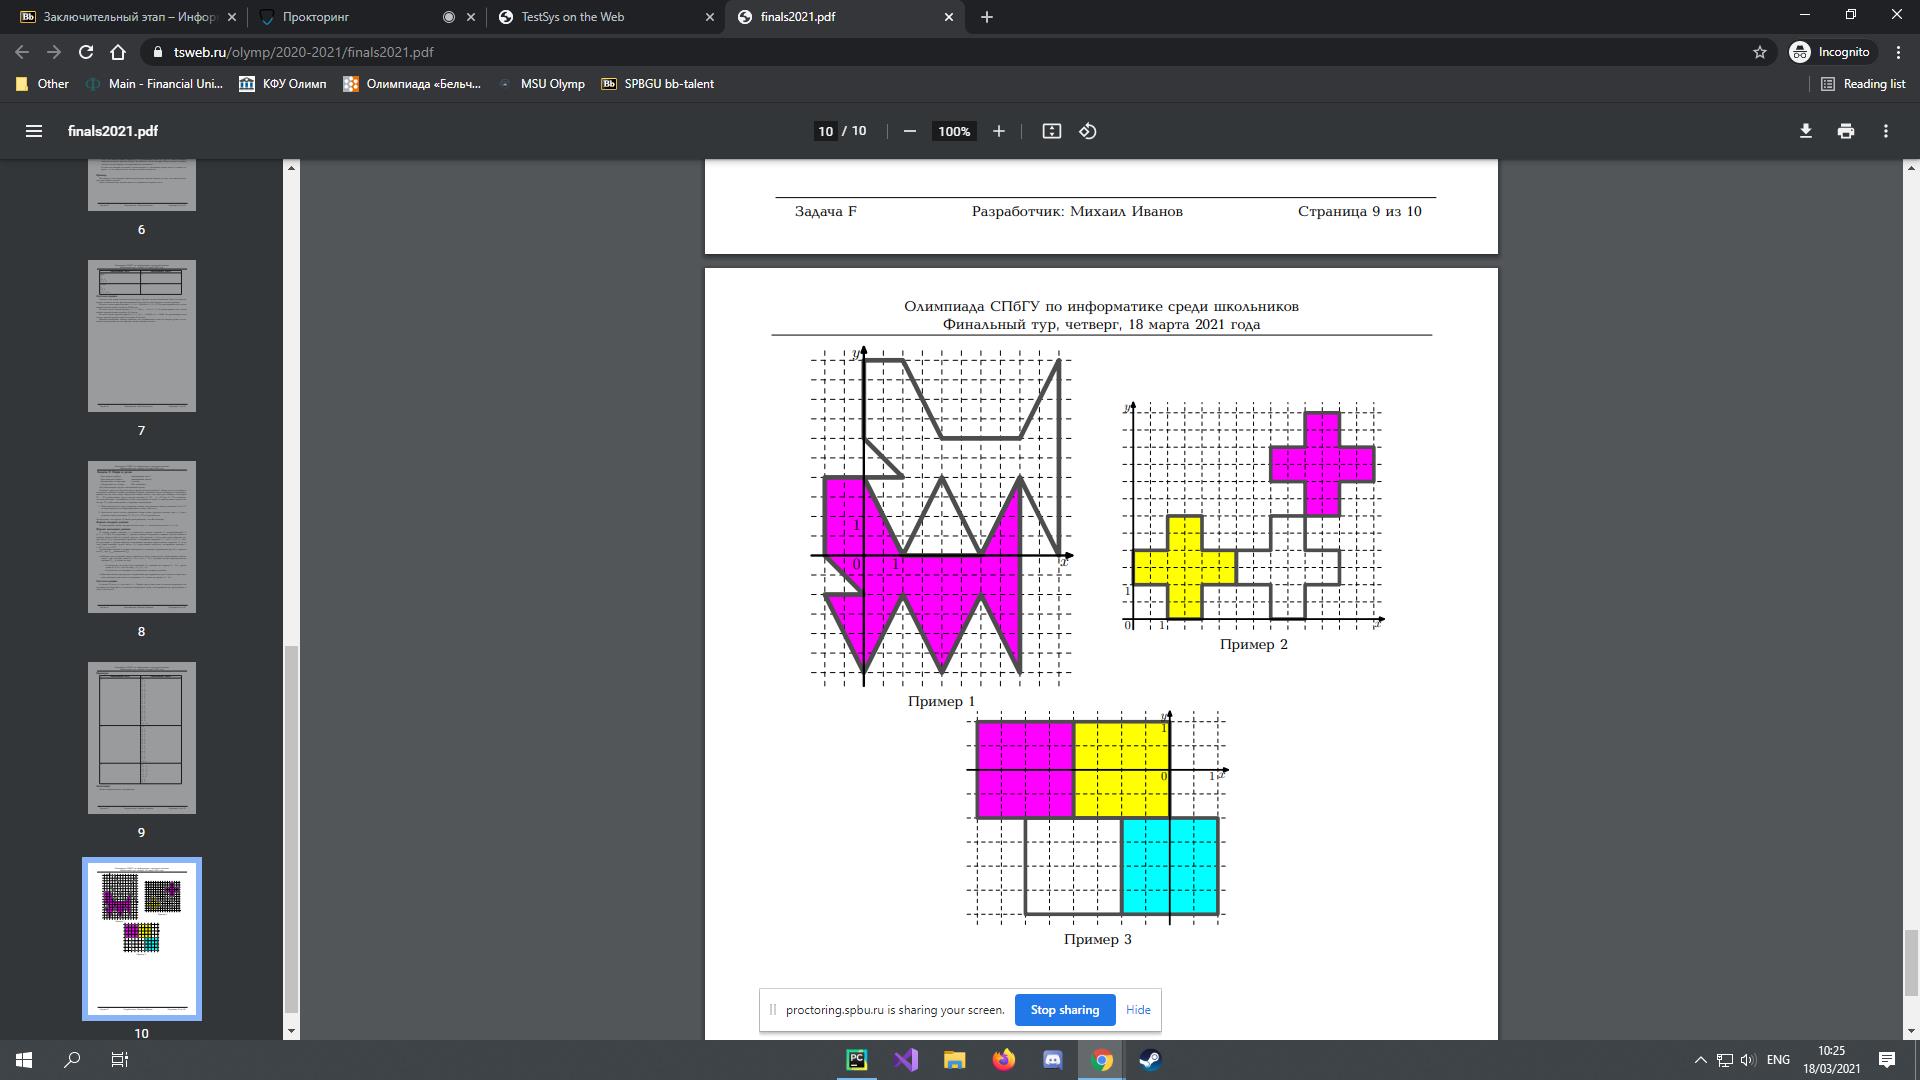 Заключительный этап – Инфор
Прокторинг
TestSys on the Web
finals2021.pdf
tsweb.ru/olymp/2020-2021/finals2021.pdf
Incognito
Other
Main - Financial Uni...
КФУ Олимп
Олимпиада «Бельч...
MSU Olymp
SPBGU bb-talent
Reading list
finals2021.pdf
10 / 10
100%
6
7
8
9
10
Задача F Разработчик: Михаил Иванов Страница 9 из 10
Олимпиада СПбГУ по информатике среди школьников
Финальный тур, четверг, 18 марта 2021 года
y
1
0
1
x
Пример 1
y
1
0
1
x
Пример 2
y
1
0
1
x
Пример 3
proctoring.spbu.ru is sharing your screen.
Stop sharing
Hide
ENG
10:25
18/03/2021